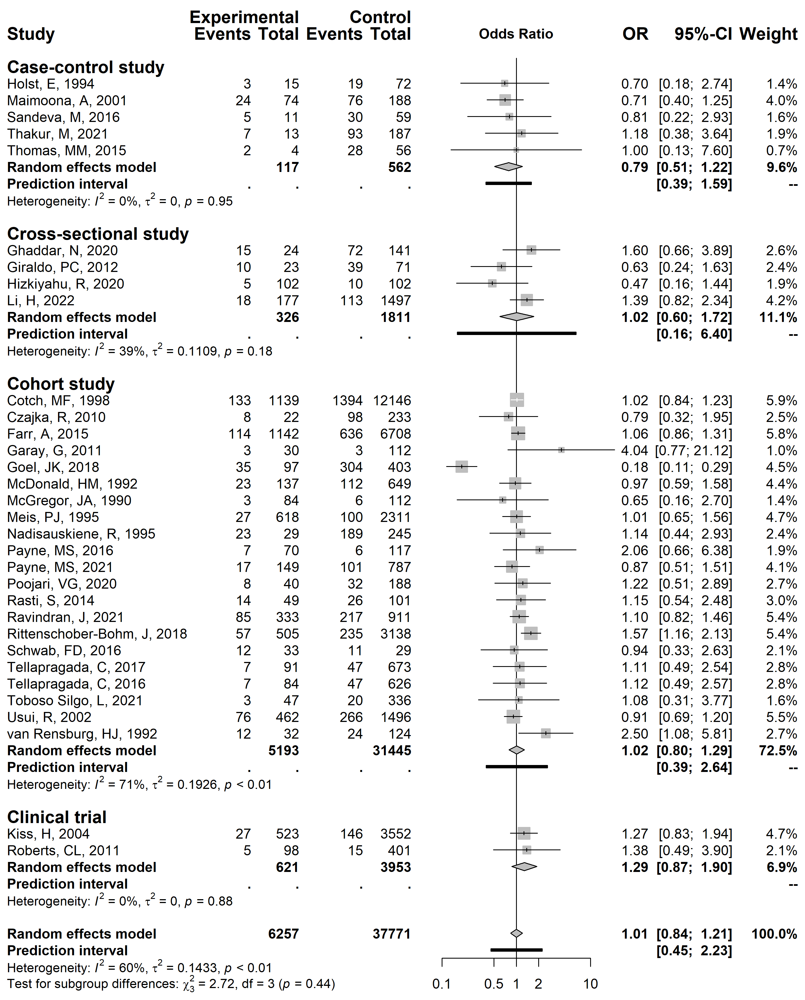 Experimental Control
Study Events Total Events Total Odds Ratio OR 95%-CI Weight
Case-control study
Holst, E, 1994 3 15 19 72 0.70 [0.18; 2.74] 1.4%
Maimoona, A, 2001 24 74 76 188 0.71 [0.40; 1.25] 4.0%
Sandeva, M, 2016 5 11 30 59 0.81 [0.22; 2.93] 1.6%
Thakur, M, 2021 7 13 93 187 1.18 [0.38; 3.64] 1.9%
Thomas, MM, 2015 2 4 28 56 1.00 [0.13; 7.60] 0.7%
Random effects model 117 562 0.79 [0.51; 1.22] 9.6%
Prediction interval . . . . [0.39; 1.59] --
Heterogeneity: I² = 0%, τ² = 0, p = 0.95
Cross-sectional study
Ghaddar, N, 2020 15 24 72 141 1.60 [0.66; 3.89] 2.6%
Giraldo, PC, 2012 10 23 39 71 0.63 [0.24; 1.63] 2.4%
Hizkiyahu, R, 2020 5 102 10 102 0.47 [0.16; 1.44] 1.9%
Li, H, 2022 18 177 113 1497 1.39 [0.82; 2.34] 4.2%
Random effects model 326 1811 1.02 [0.60; 1.72] 11.1%
Prediction interval . . . . [0.16; 6.40] --
Heterogeneity: I² = 39%, τ² = 0.1109, p = 0.18
Cohort study
Cotch, MF, 1998 133 1139 1394 12146 1.02 [0.84; 1.23] 5.9%
Czajka, R, 2010 8 22 98 233 0.79 [0.32; 1.95] 2.5%
Farr, A, 2015 114 1142 636 6708 1.06 [0.86; 1.31] 5.8%
Garay, G, 2011 3 30 3 112 4.04 [0.77; 21.12] 1.0%
Goel, JK, 2018 35 97 304 403 0.18 [0.11; 0.29] 4.5%
McDonald, HM, 1992 23 137 112 649 0.97 [0.59; 1.58] 4.4%
McGregor, JA, 1990 3 84 6 112 0.65 [0.16; 2.70] 1.4%
Meis, PJ, 1995 27 618 100 2311 1.01 [0.65; 1.56] 4.7%
Nadisauskiene, R, 1995 23 29 189 245 1.14 [0.44; 2.93] 2.4%
Payne, MS, 2016 7 70 6 117 2.06 [0.66; 6.38] 1.9%
Payne, MS, 2021 17 149 101 787 0.87 [0.51; 1.51] 4.1%
Poojari, VG, 2020 8 40 32 188 1.22 [0.51; 2.89] 2.7%
Rasti, S, 2014 14 49 26 101 1.15 [0.54; 2.48] 3.0%
Ravindran, J, 2021 85 333 217 911 1.10 [0.82; 1.46] 5.4%
Rittenschober-Bohm, J, 2018 57 505 235 3138 1.57 [1.16; 2.13] 5.4%
Schwab, FD, 2016 12 33 11 29 0.94 [0.33; 2.63] 2.1%
Tellapragada, C, 2017 7 91 47 673 1.11 [0.49; 2.54] 2.8%
Tellapragada, C, 2016 7 84 47 626 1.12 [0.49; 2.57] 2.8%
Toboso Silgo, L, 2021 3 47 20 336 1.08 [0.31; 3.77] 1.6%
Usui, R, 2002 76 462 266 1496 0.91 [0.69; 1.20] 5.5%
van Rensburg, HJ, 1992 12 32 24 124 2.50 [1.08; 5.81] 2.7%
Random effects model 5193 31445 1.02 [0.80; 1.29] 72.5%
Prediction interval . . . . [0.39; 2.64] --
Heterogeneity: I² = 71%, τ² = 0.1926, p < 0.01
Clinical trial
Kiss, H, 2004 27 523 146 3552 1.27 [0.83; 1.94] 4.7%
Roberts, CL, 2011 5 98 15 401 1.38 [0.49; 3.90] 2.1%
Random effects model 621 3953 1.29 [0.87; 1.90] 6.9%
Prediction interval . . . . --
Heterogeneity: I² = 0%, τ² = 0, p = 0.88
Random effects model 6257 37771 1.01 [0.84; 1.21] 100.0%
Prediction interval [0.45; 2.23]
Heterogeneity: I² = 60%, τ² = 0.1433, p < 0.01
Test for subgroup differences: χ²₃ = 2.72, df = 3 (p = 0.44) 0.1 0.5 1 2 10